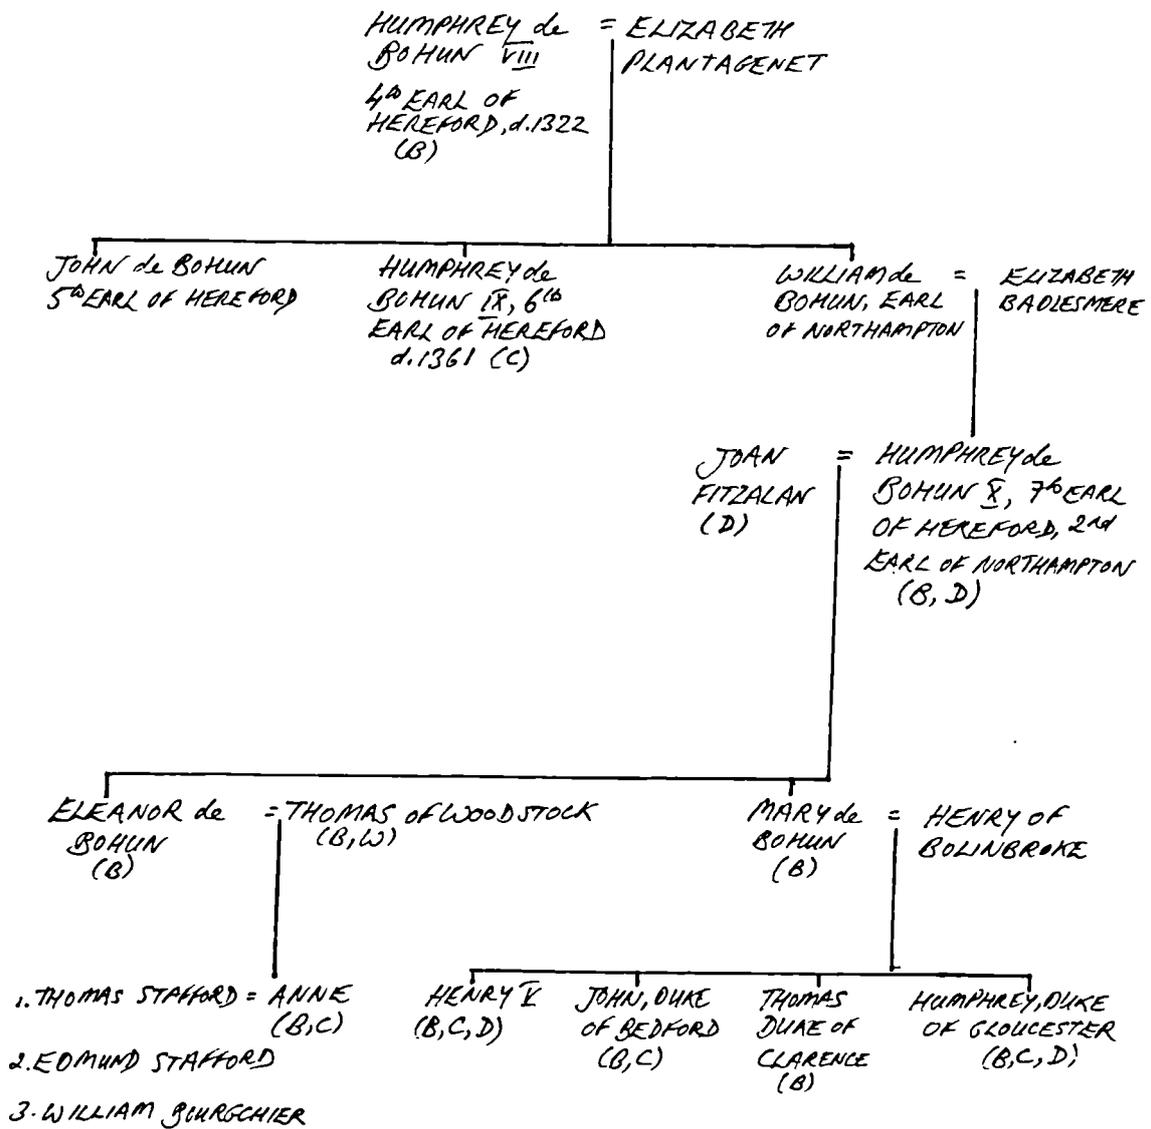 HUMPHREY de = ELIZABETH
BOHUN VIII PLANTAGENET
4th EARL OF
HEREFORD, d.1322
(B)
JOHN de BOHUN
5th EARL OF HEREFORD
HUMPHREY de
BOHUN IX, 6th
EARL OF HEREFORD
d.1361 (C)
WILLIAM de = ELIZABETH
BOHUN, EARL BADLESMERE
OF NORTHAMPTON
JOAN = HUMPHREY de
FITZALAN BOHUN X, 7th EARL
(D) OF HEREFORD, 2nd
EARL OF NORTHAMPTON
(B, D)
ELEANOR de = THOMAS OF WOODSTOCK
BOHUN (B,W)
(B)
MARY de = HENRY OF
BOHUN BOLINBROKE
(B)
1. THOMAS STAFFORD = ANNE
(B,C)
2. EDMUND STAFFORD
3. WILLIAM BOURGCHIER
HENRY V
(B,C,D)
JOHN, DUKE
OF BEDFORD
(B,C)
THOMAS
DUKE OF
CLARENCE
(B)
HUMPHREY, DUKE
OF GLOUCESTER
(B,C,D)